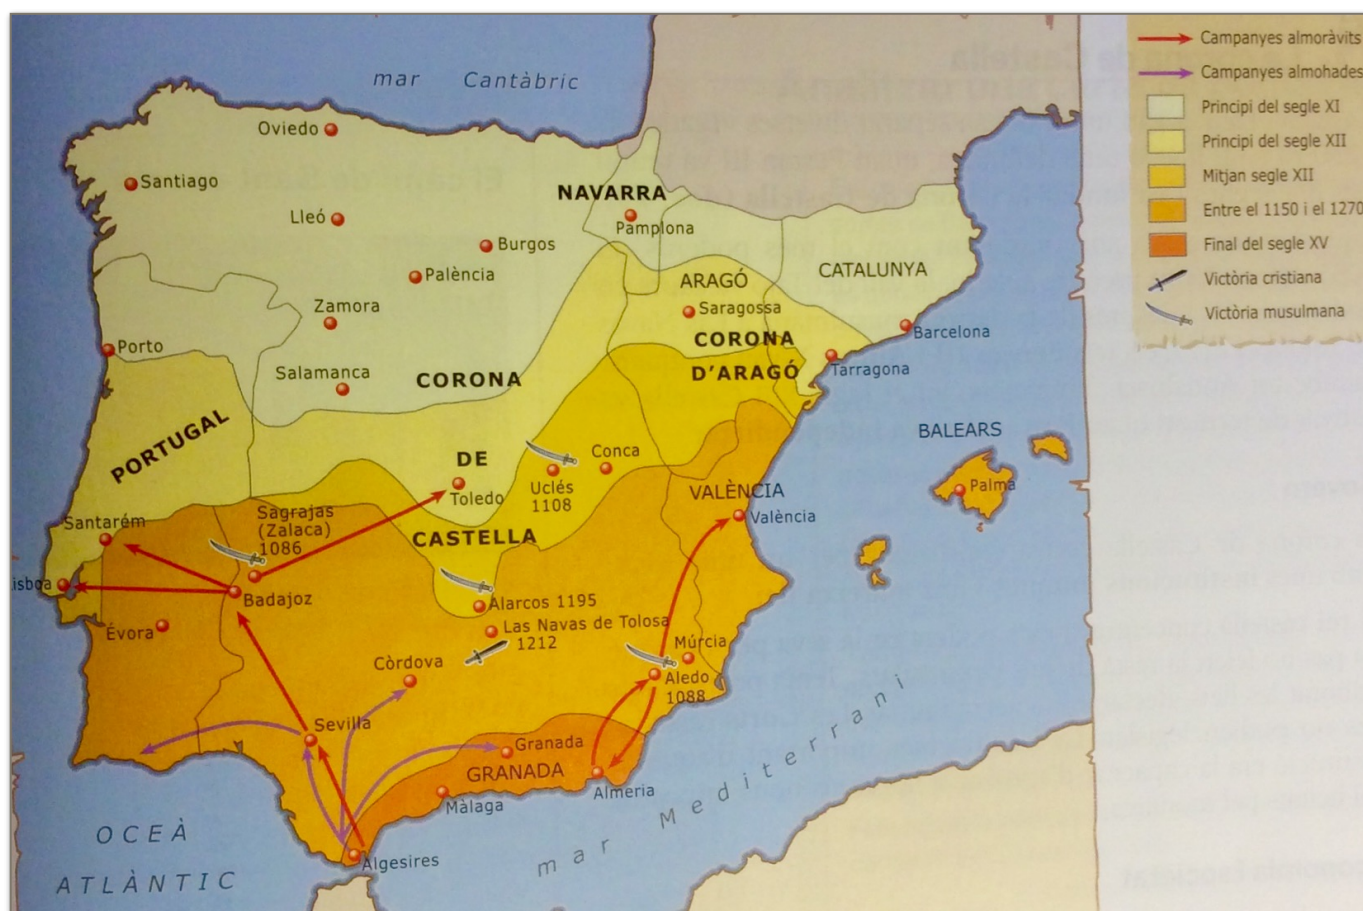 mar Cantàbric
Oviedo
Santiago
Lleó
Burgos
Palència
Zamora
Porto
Salamanca
NAVARRA
Pamplona
ARAGÓ
CATALUNYA
Saragossa
CORONA
D'ARAGÓ
Barcelona
Tarragona
CORONA
DE
CASTELLA
PORTUGAL
Toledo
Uclés
1108
Conca
BALEARS
Palma
VALÈNCIA
València
Santarém
Sagrajas
(Zalaca)
1086
isboa
Badajoz
Évora
Alarcos 1195
Las Navas de Tolosa
1212
Múrcia
Aledo
1088
Còrdova
Sevilla
Granada
GRANADA
Màlaga
Almeria
Algesires
mar Mediterrani
OCEÀ
ATLÀNTIC
Campanyes almoràvits
Campanyes almohades
Principi del segle XI
Principi del segle XII
Mitjan segle XII
Entre el 1150 i el 1270
Final del segle XV
Victòria cristiana
Victòria musulmana